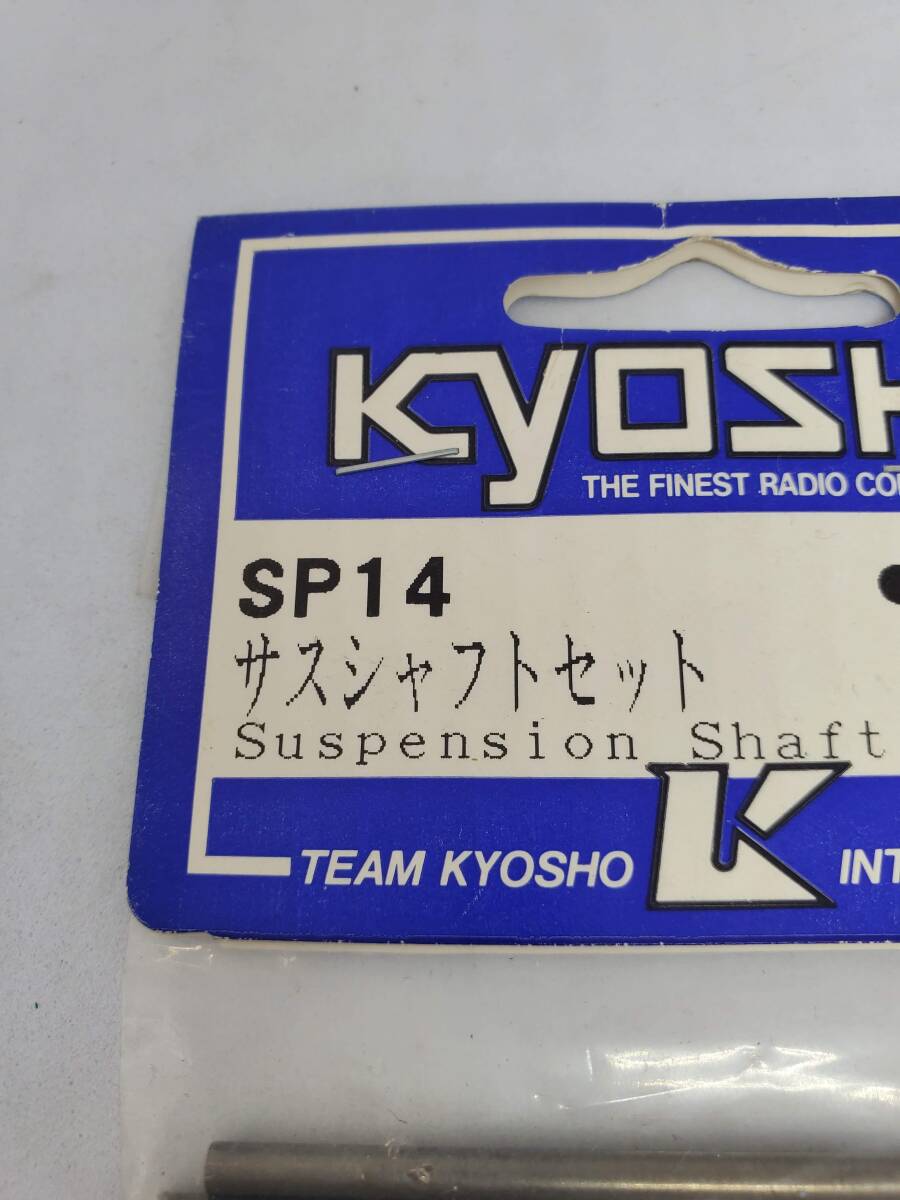 KYOSH
THE FINEST RADIO CO
SP14
サスシャフトセット
Suspension Shaft
TEAM KYOSHO
INT